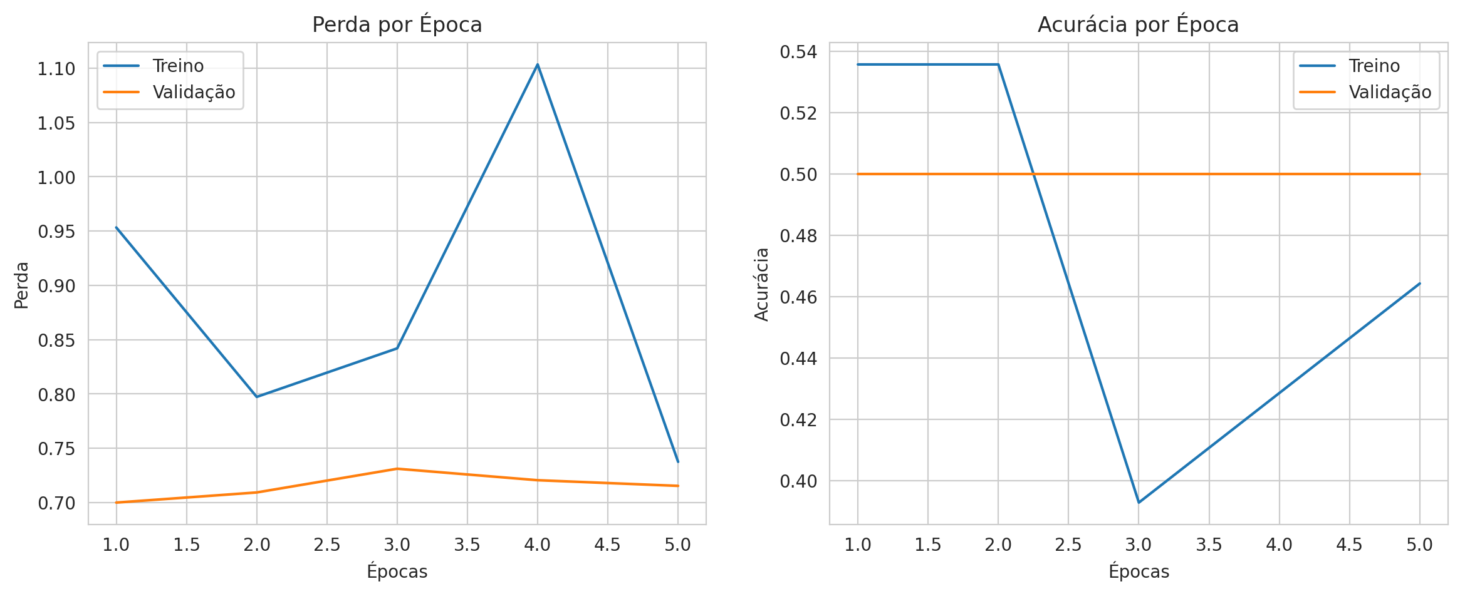 Perda por Época
Treino
Validação
1.10
1.05
1.00
0.95
0.90
0.85
0.80
0.75
0.70
Perda
1.0 1.5 2.0 2.5 3.0 3.5 4.0 4.5 5.0
Épocas
Acurácia por Época
Treino
Validação
0.54
0.52
0.50
0.48
0.46
0.44
0.42
0.40
Acurácia
1.0 1.5 2.0 2.5 3.0 3.5 4.0 4.5 5.0
Épocas